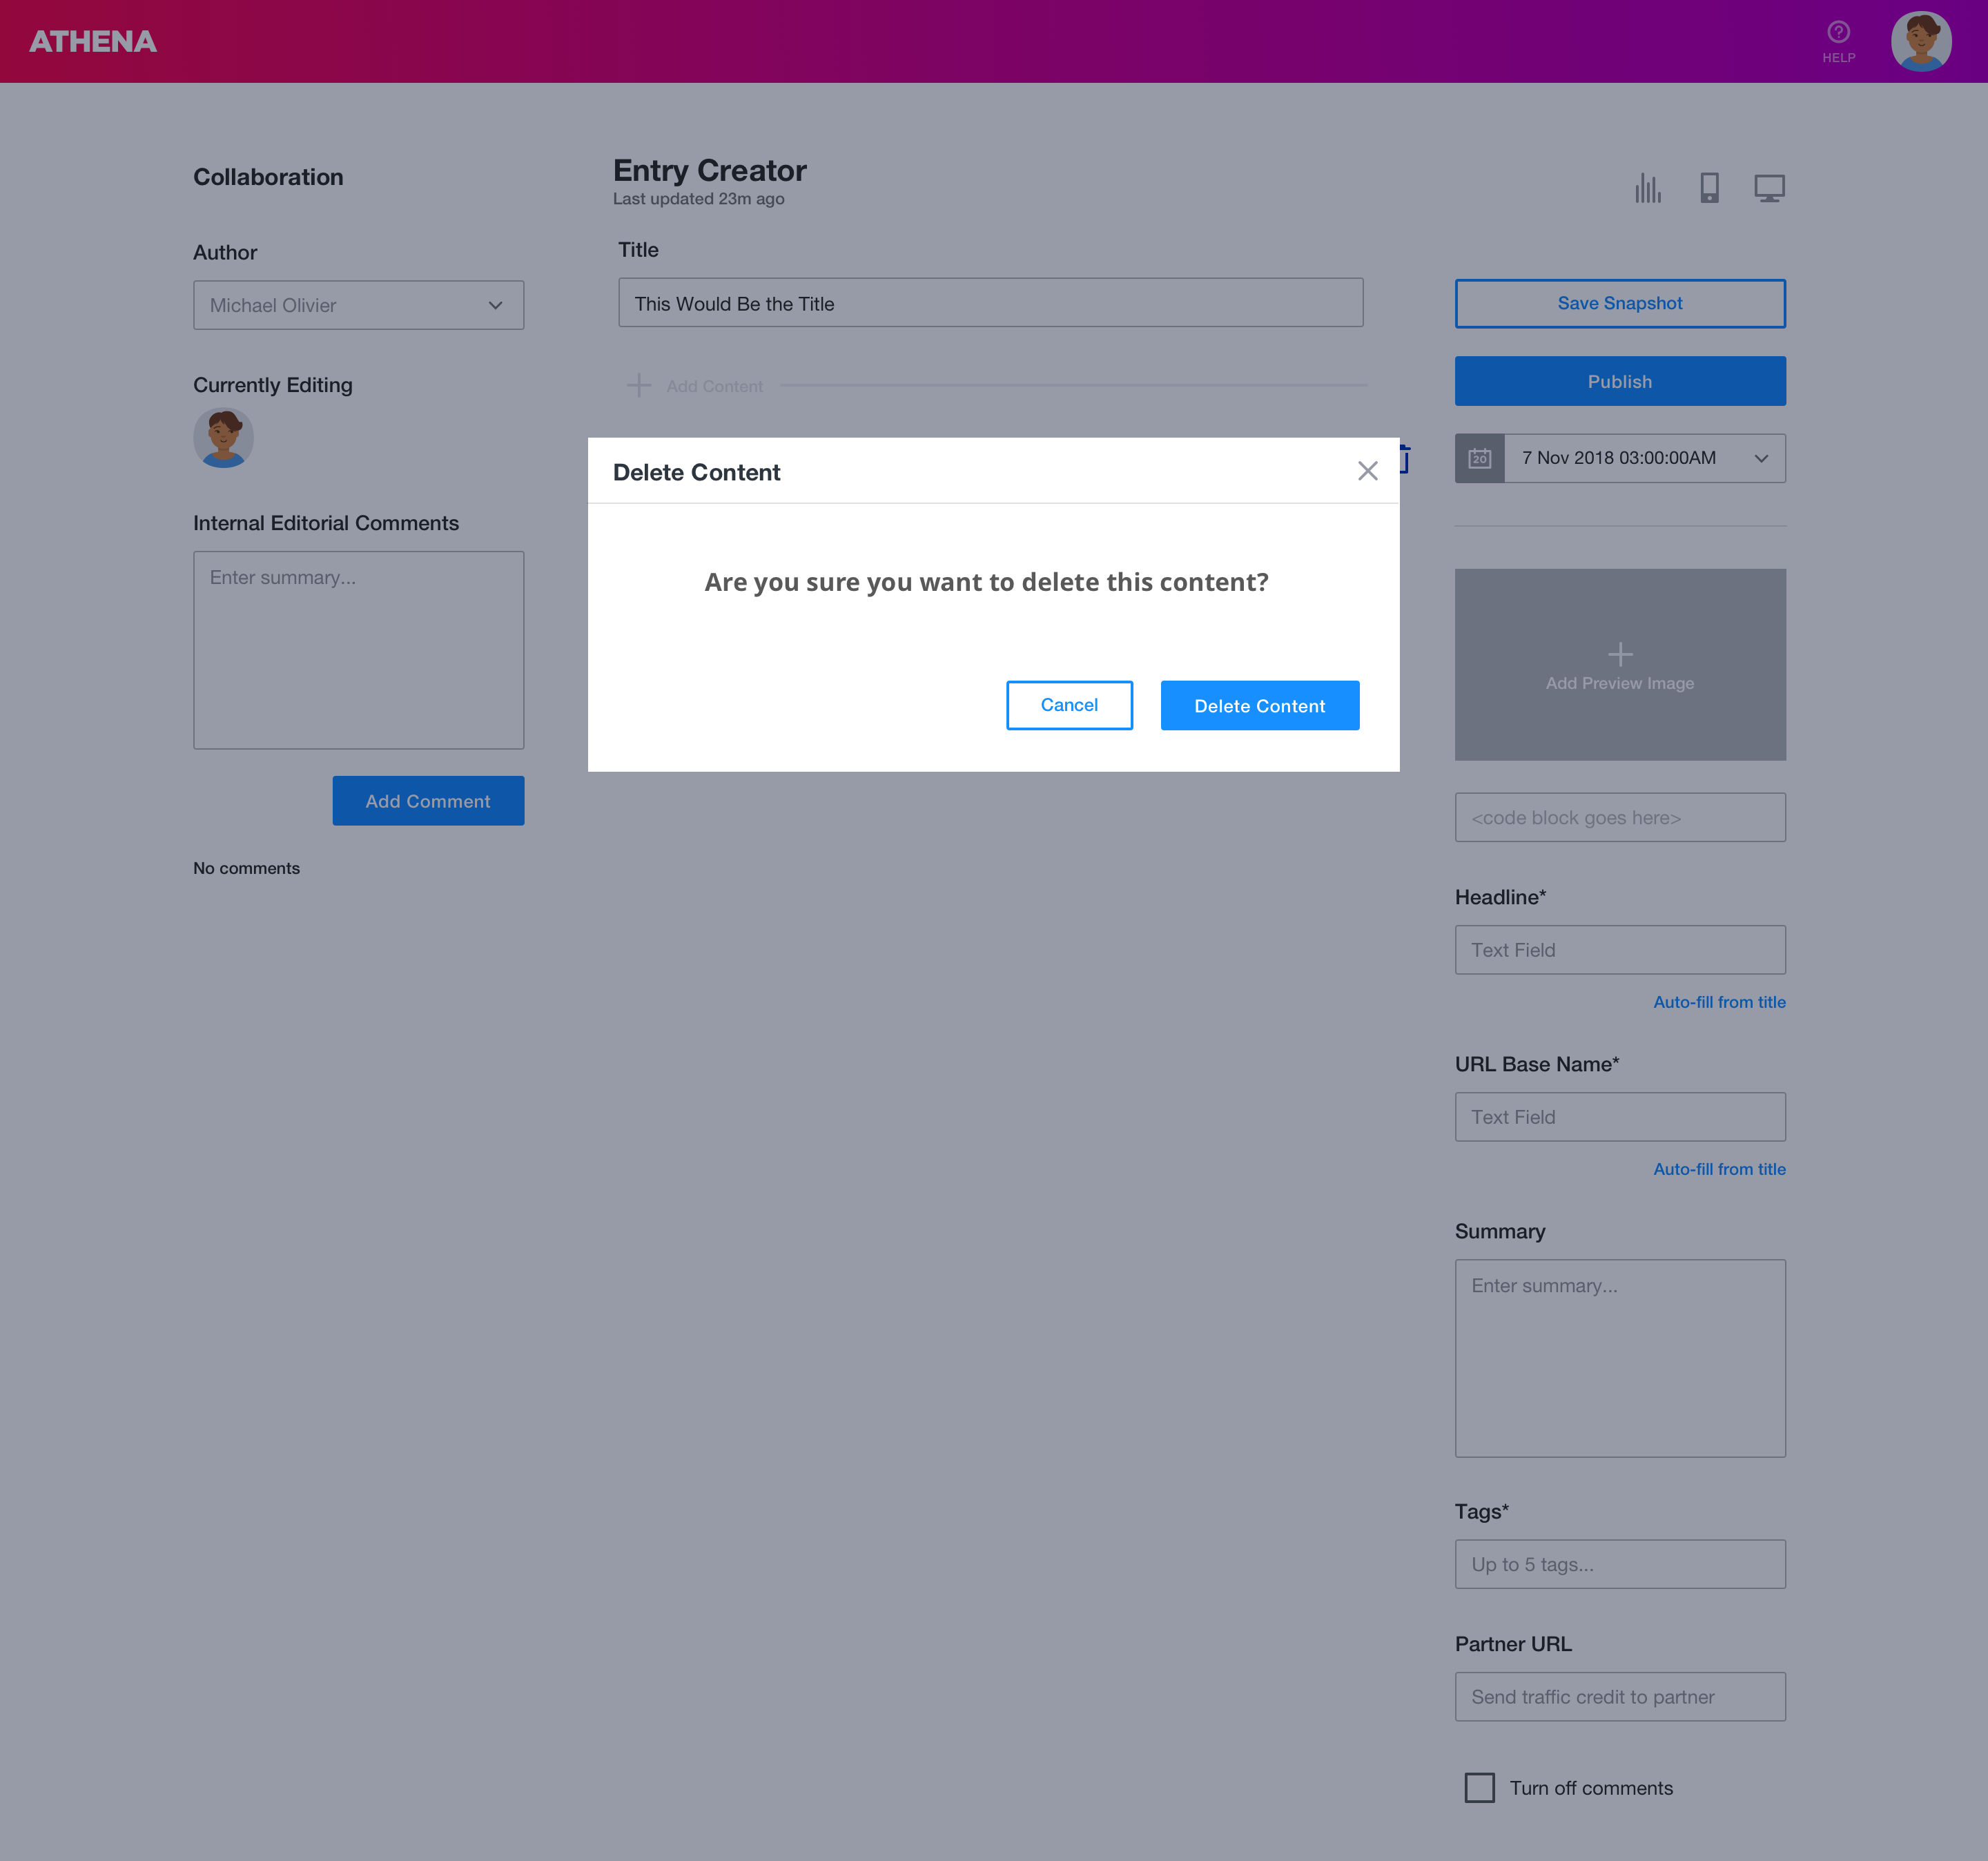 ATHENA
HELP
Collaboration
Author
Michael Olivier
Currently Editing
Internal Editorial Comments
Enter summary...
Add Comment
No comments
Entry Creator
Last updated 23m ago
Title
This Would Be the Title
Add Content
Delete Content
Are you sure you want to delete this content?
Cancel
Delete Content
Save Snapshot
Publish
20
7 Nov 2018 03:00:00AM
Add Preview Image
<code block goes here>
Headline*
Text Field
Auto-fill from title
URL Base Name*
Text Field
Auto-fill from title
Summary
Enter summary...
Tags*
Up to 5 tags...
Partner URL
Send traffic credit to partner
Turn off comments